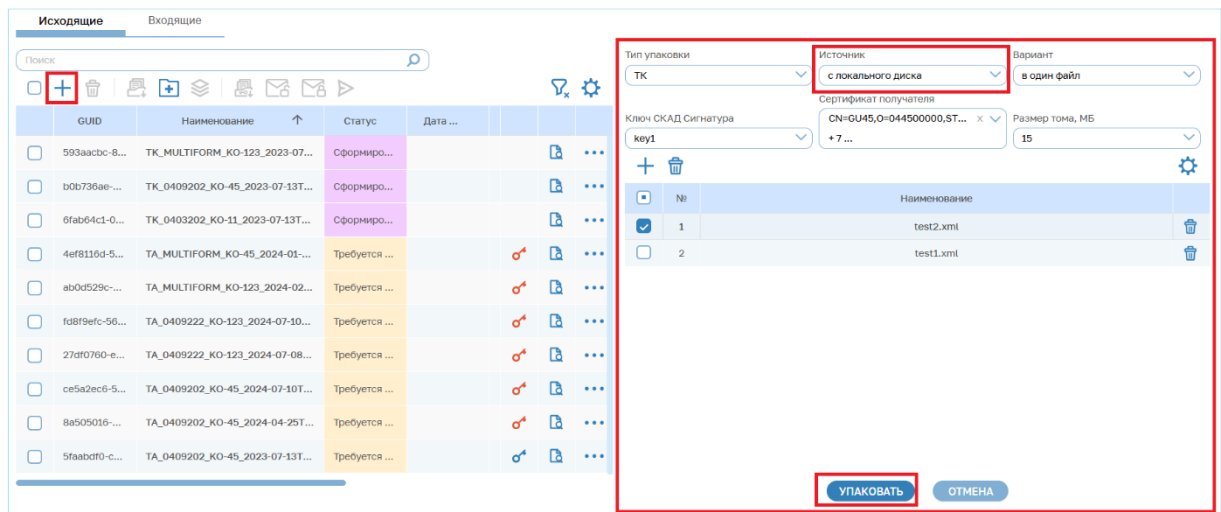 Исходящие Входящие
Поиск
GUID Наименование Статус Дата ...
593aacbc-8... TK_MULTIFORM_KO-123_2023-07... Сформиро...
b0b736ae-... TK_0409202_KO-45_2023-07-13T... Сформиро...
6fab64c1-0... TK_0403202_KO-11_2023-07-13T... Сформиро...
4ef8116d-5... TA_MULTIFORM_KO-45_2024-01-... Требуется ...
ab0d529c-... TA_MULTIFORM_KO-123_2024-02... Требуется ...
fd8f9efc-56... TA_0409222_KO-123_2024-07-10... Требуется ...
27df0760-e... TA_0409222_KO-123_2024-07-08... Требуется ...
ce5a2ec6-5... TA_0409202_KO-45_2024-07-10T... Требуется ...
8a505016-... TA_0409202_KO-45_2024-04-25T... Требуется ...
5faabdf0-c... TA_0409202_KO-45_2023-07-13T... Требуется ...
Тип упаковки Источник Вариант
ТК с локального диска в один файл
Сертификат получателя
Ключ СКАД Сигнатура CN=GU45,O=044500000,ST... Размер тома, МБ
key1 +7 ... 15
№ Наименование
1 test2.xml
2 test1.xml
УПАКОВАТЬ ОТМЕНА